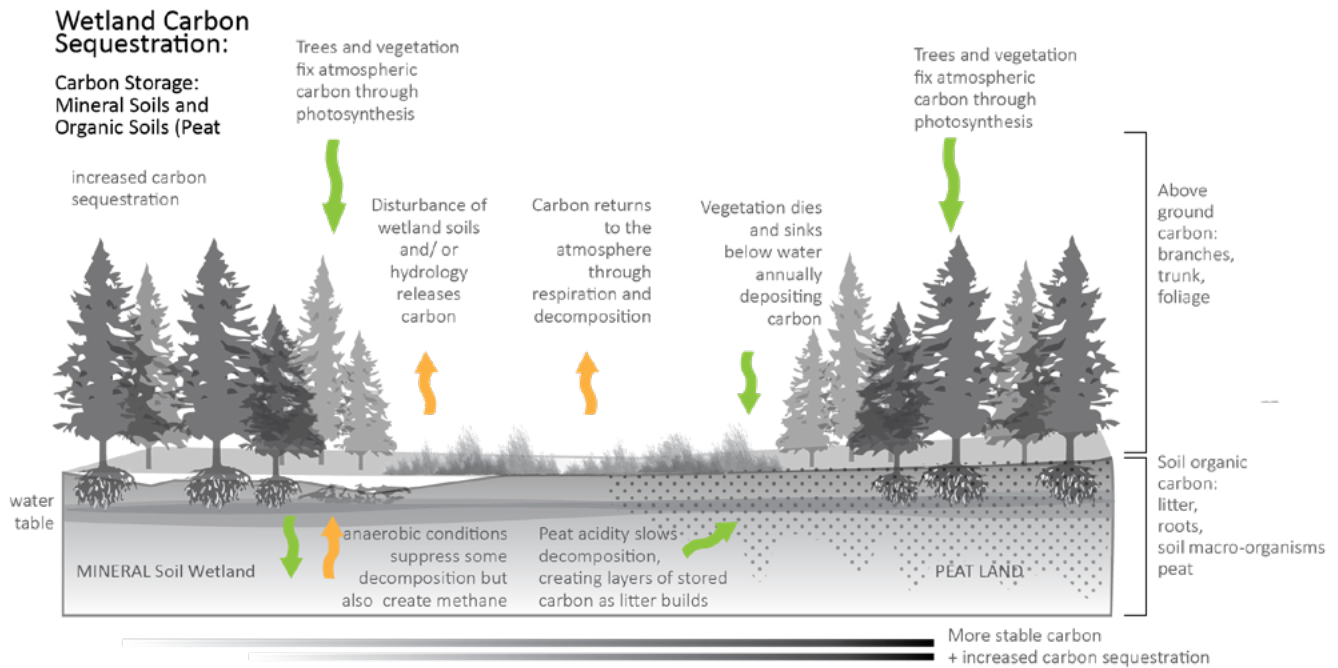 Wetland Carbon
Sequestration:
Carbon Storage:
Mineral Soils and
Organic Soils (Peat
increased carbon
sequestration
Trees and vegetation
fix atmospheric
carbon through
photosynthesis
Disturbance of
wetland soils
and/ or
hydrology
releases
carbon
Carbon returns
to the
atmosphere
through
respiration and
decomposition
Vegetation dies
and sinks
below water
annually
depositing
carbon
Trees and vegetation
fix atmospheric
carbon through
photosynthesis
Above
ground
carbon:
branches,
trunk,
foliage
water
table
MINERAL Soil Wetland
anaerobic conditions
suppress some
decomposition but
also create methane
Peat acidity slows
decomposition,
creating layers of stored
carbon as litter builds
PEAT LAND
Soil organic
carbon:
litter,
roots,
soil macro-organisms
peat
More stable carbon
+ increased carbon sequestration